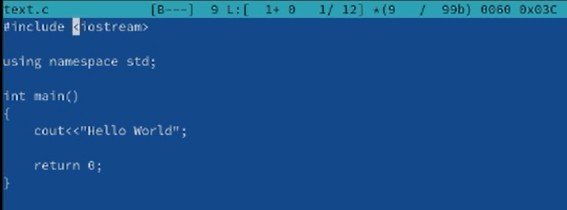 text.c [B---] 9 L:[ 1+ 0 1/ 12] *(9 / 99b) 0060 0x03C
#include <iostream>
using namespace std;
int main()
{
cout<<"Hello World";
return 0;
}